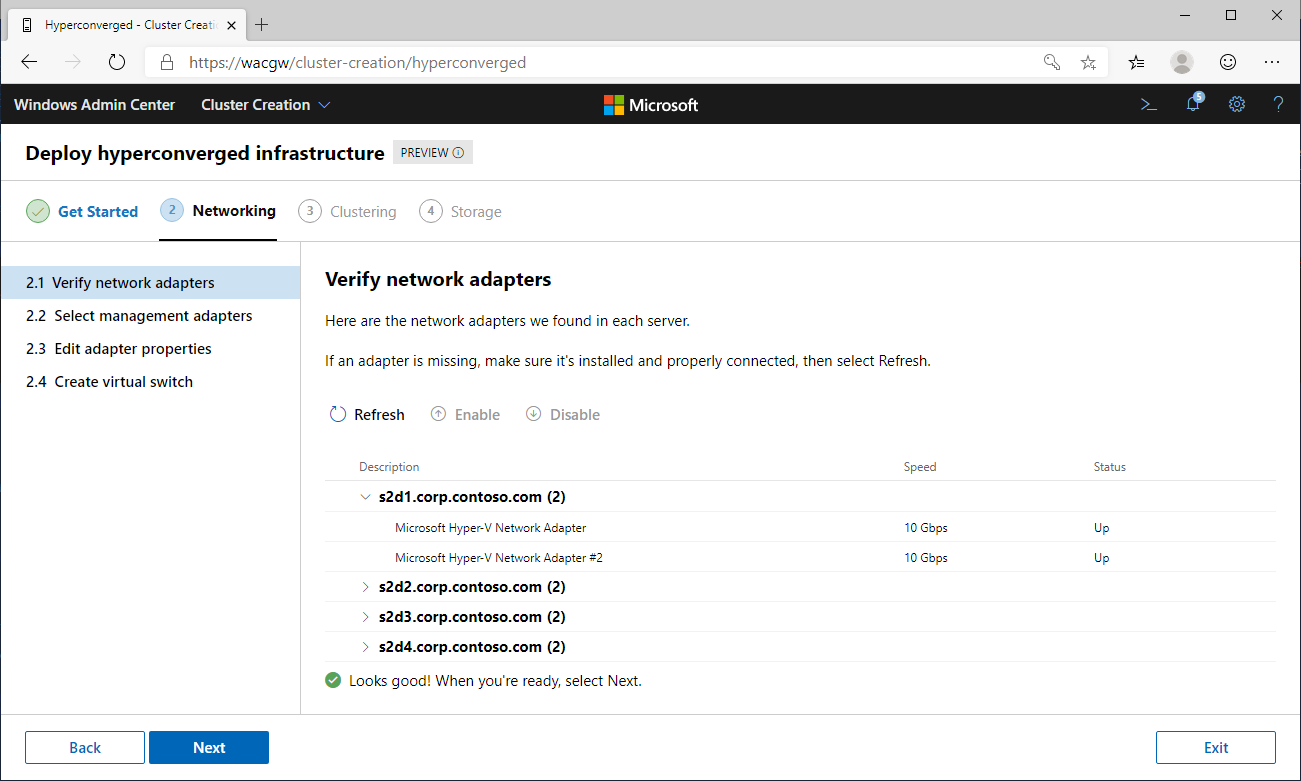 Hyperconverged - Cluster Creati
https://wacgw/cluster-creation/hyperconverged
Windows Admin Center Cluster Creation Microsoft 5 ?
Deploy hyperconverged infrastructure PREVIEW
Get Started 2 Networking 3 Clustering 4 Storage
2.1 Verify network adapters
2.2 Select management adapters
2.3 Edit adapter properties
2.4 Create virtual switch
Verify network adapters
Here are the network adapters we found in each server.
If an adapter is missing, make sure it's installed and properly connected, then select Refresh.
Refresh Enable Disable
Description Speed Status
s2d1.corp.contoso.com (2)
Microsoft Hyper-V Network Adapter 10 Gbps Up
Microsoft Hyper-V Network Adapter #2 10 Gbps Up
s2d2.corp.contoso.com (2)
s2d3.corp.contoso.com (2)
s2d4.corp.contoso.com (2)
Looks good! When you're ready, select Next.
Back Next Exit